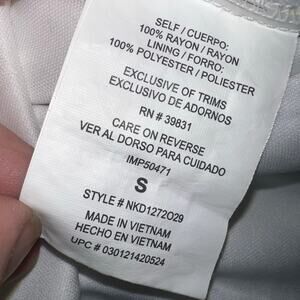 SELF / CUERPO:
100% RAYON / RAYON
LINING / FORRO:
100% POLYESTER / POLIESTER
EXCLUSIVE OF TRIMS
EXCLUSIVO DE ADORNOS
RN # 39831
CARE ON REVERSE
VER AL DORSO PARA CUIDADO
IMP50471
S
STYLE # NKD1272O29
MADE IN VIETNAM
HECHO EN VIETNAM
UPC # 030121420524